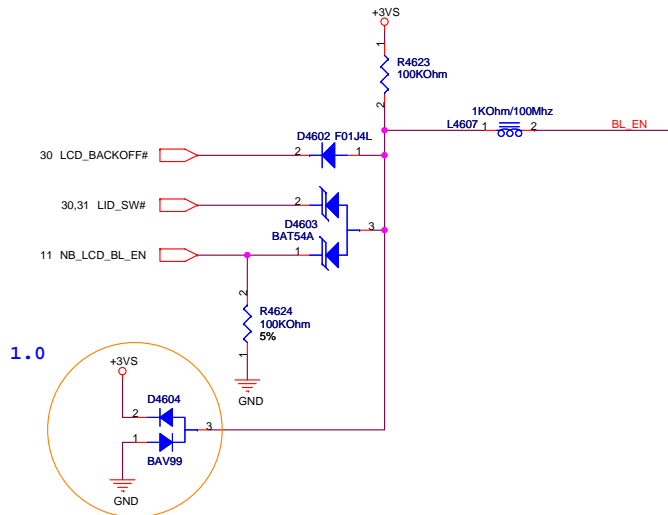 +3VS
1
R4623
100KOhm
2
1KOhm/100Mhz
L4607 1 2 BL_EN
D4602 F01J4L
30 LCD_BACKOFF# 2 1
30,31 LID_SW# 2
D4603 3
BAT54A
11 NB_LCD_BL_EN 1
2
R4624
100KOhm
5%
1
GND
1.0
+3VS
D4604
2
3
1
BAV99
GND